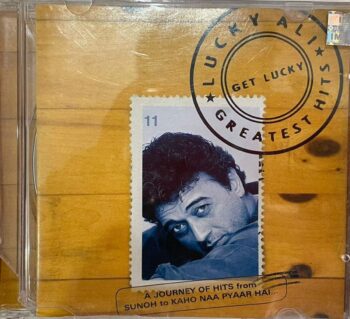 LUCKY ALI
GET LUCKY
GREATEST HITS
11
A JOURNEY OF HITS from
SUNOH to KAHO NAA PYAAR HAI...